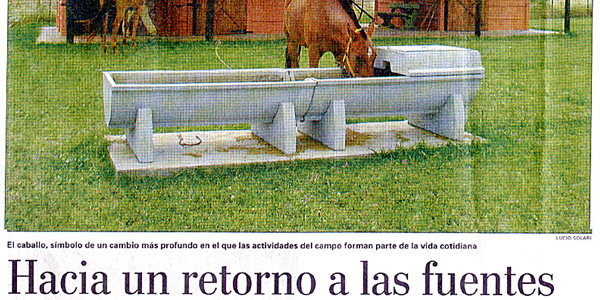 LUCIO SOLARI
El caballo, símbolo de un cambio más profundo en el que las actividades del campo forman parte de la vida cotidiana
Hacia un retorno a las fuentes